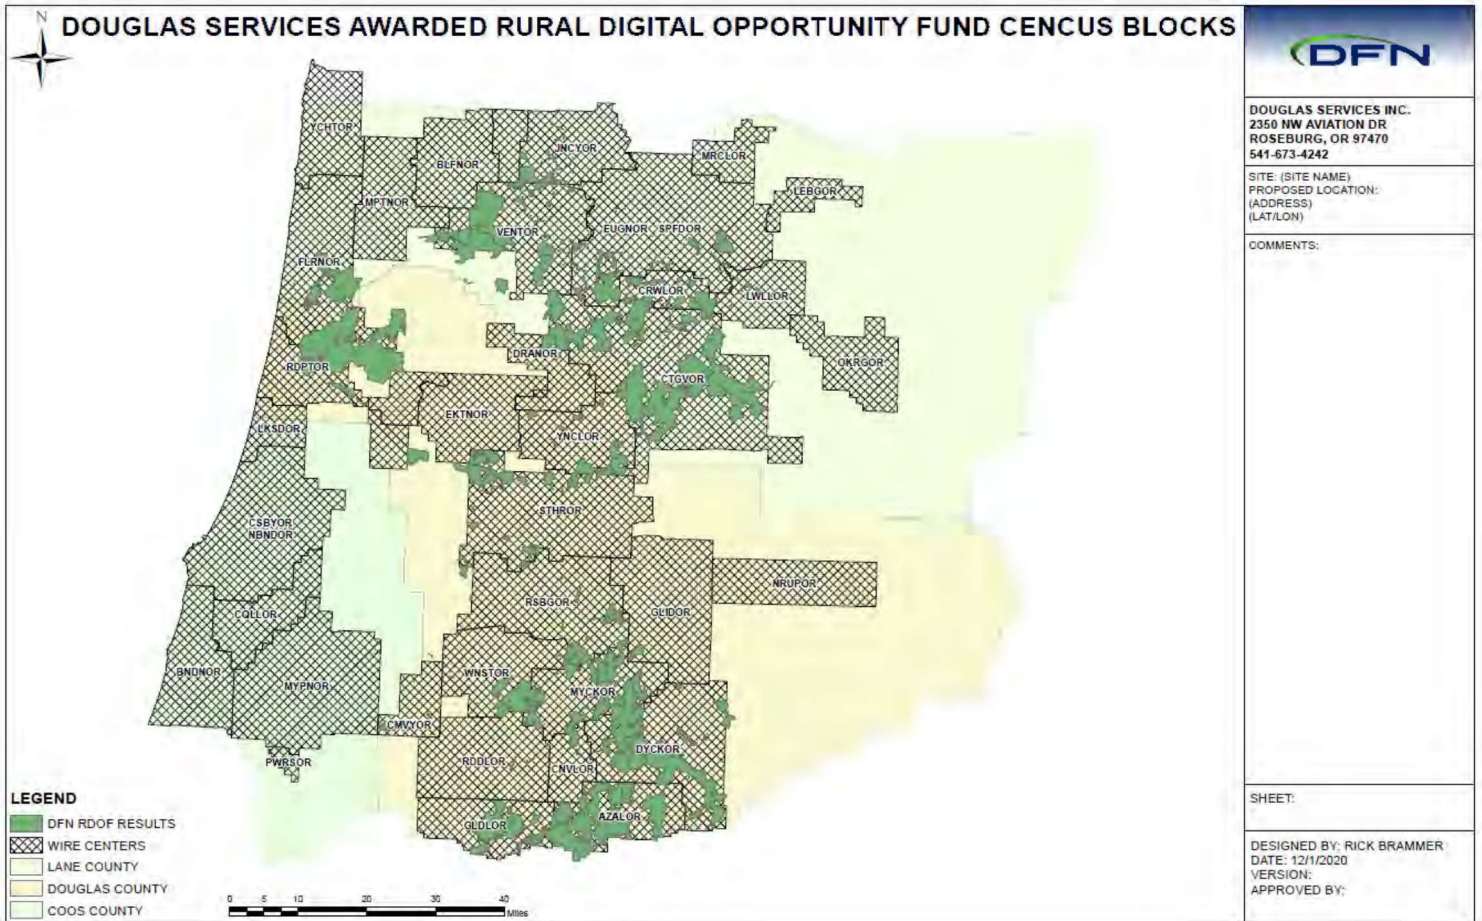 N
DOUGLAS SERVICES AWARDED RURAL DIGITAL OPPORTUNITY FUND CENCUS BLOCKS
DFN
DOUGLAS SERVICES INC.
2350 NW AVIATION DR
ROSEBURG, OR 97470
541-673-4242
SITE: (SITE NAME)
PROPOSED LOCATION:
(ADDRESS)
(LAT/LON)
COMMENTS:
YCHTOR
BLFNOR
JNCYOR
MRCLOR
LEBGOR
MPTNOR
VENTOR
EUGNOR SPFDOR
FLRNOR
CRWLOR
LWLLOR
RDPTOR
DRANOR
OKRGOR
CTGVOR
EKTNOR
LKSDOR
YNCLOR
STHROR
CSBYOR
NBNDOR
NRUPOR
RSBGOR
GLIDOR
CQLLOR
BNDNOR
WNSTOR
MYPNOR
MYCKOR
CMVYOR
DYCKOR
PWRSOR
RDDLOR
CNVLOR
AZALOR
GLDLOR
LEGEND
DFN RDOF RESULTS
WIRE CENTERS
LANE COUNTY
DOUGLAS COUNTY
COOS COUNTY
0 5 10 20 30 40
Miles
SHEET:
DESIGNED BY: RICK BRAMMER
DATE: 12/1/2020
VERSION:
APPROVED BY: